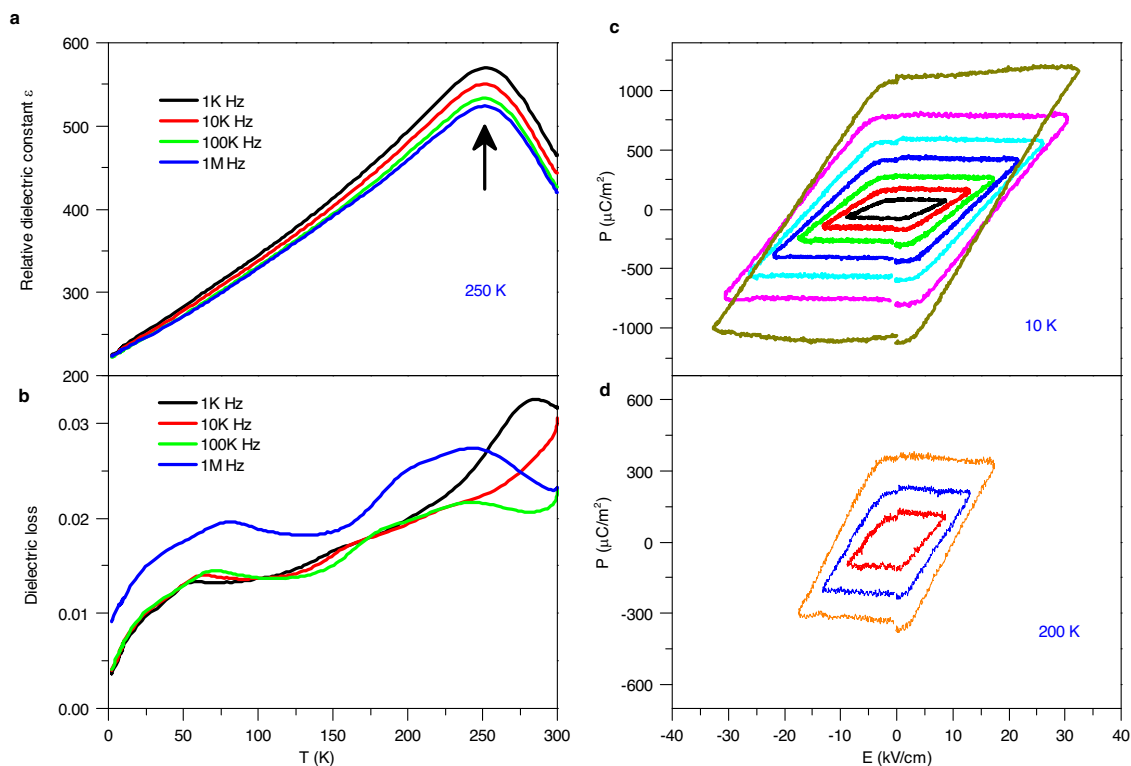 a
600
500
400
300
200
Relative dielectric constant ε
1K Hz
10K Hz
100K Hz
1M Hz
250 K
b
0.03
0.02
0.01
0.00
Dielectric loss
1K Hz
10K Hz
100K Hz
1M Hz
0 50 100 150 200 250 300
T (K)
c
1000
500
0
-500
-1000
P (μC/m²)
10 K
d
600
300
0
-300
-600
P (μC/m²)
200 K
-40 -30 -20 -10 0 10 20 30 40
E (kV/cm)